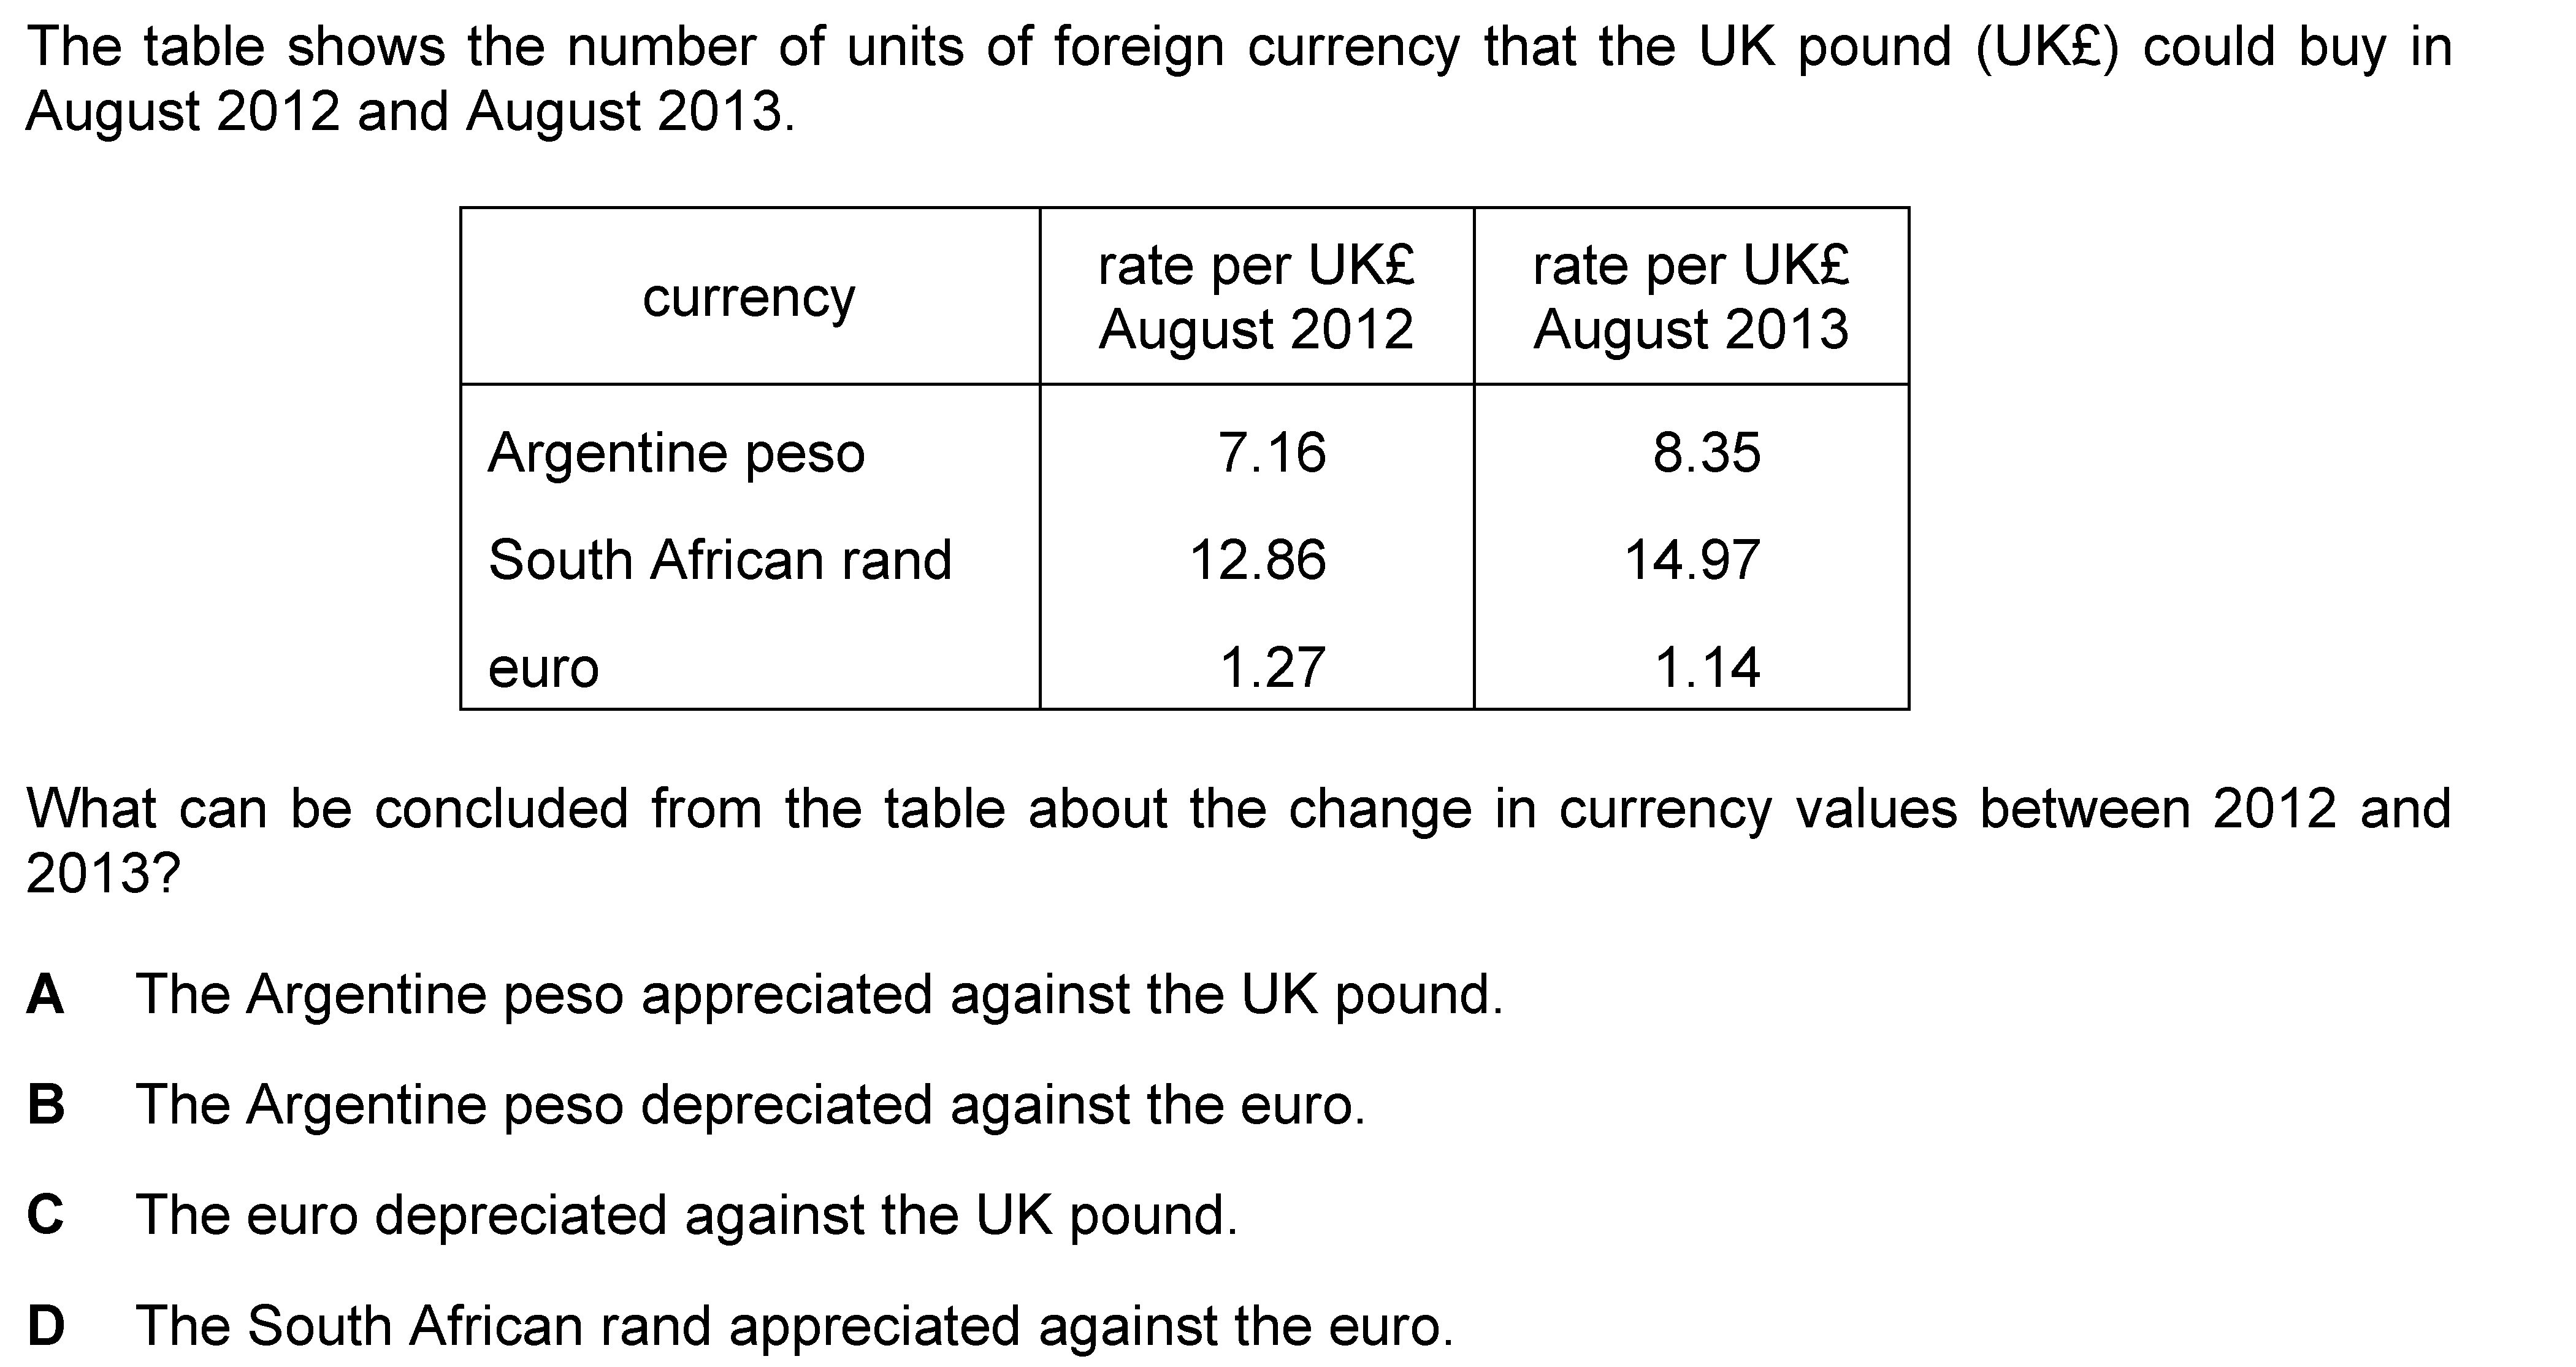 The table shows the number of units of foreign currency that the UK pound (UK£) could buy in
August 2012 and August 2013.
currency
rate per UK£
August 2012
rate per UK£
August 2013
Argentine peso 7.16 8.35
South African rand 12.86 14.97
euro 1.27 1.14
What can be concluded from the table about the change in currency values between 2012 and
2013?
A The Argentine peso appreciated against the UK pound.
B The Argentine peso depreciated against the euro.
C The euro depreciated against the UK pound.
D The South African rand appreciated against the euro.